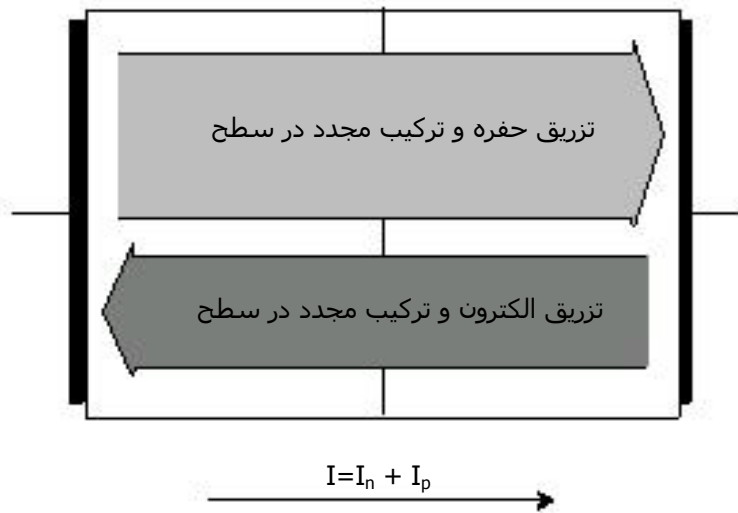 تزریق حفره و ترکیب مجدد در سطح
تزریق الکترون و ترکیب مجدد در سطح
I=Iₙ + Iₚ